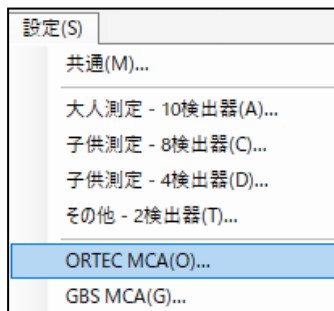 設定(S)
共通(M)...
大人測定 - 10検出器(A)...
子供測定 - 8検出器(C)...
子供測定 - 4検出器(D)...
その他 - 2検出器(T)...
ORTEC MCA(O)...
GBS MCA(G)...